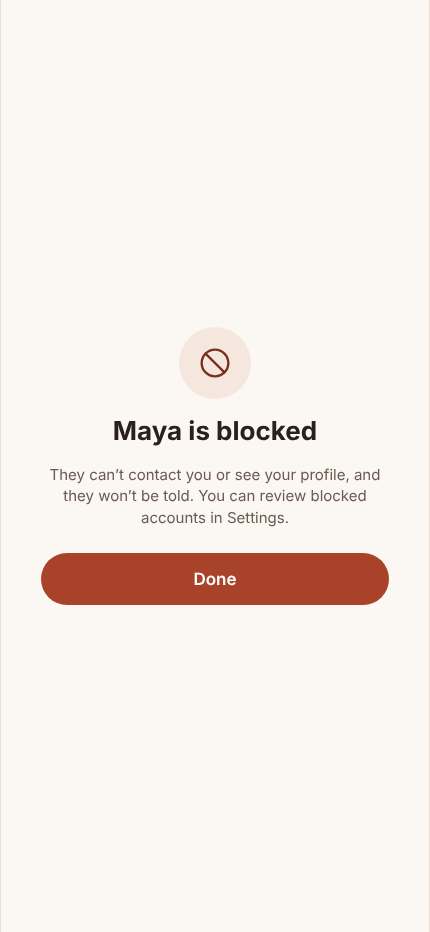 Maya is blocked
They can’t contact you or see your profile, and
they won’t be told. You can review blocked
accounts in Settings.
Done